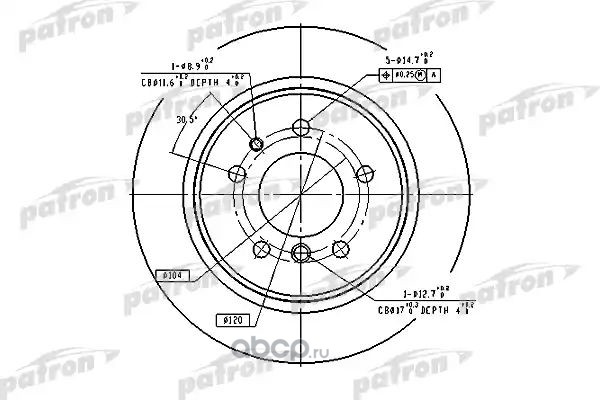 patron patron patron
1-Ø8.9 +0.2 0
CBØ11.6 +0.2 0 DEPTH 4 +0.2 0
5-Ø14.7 +0.2 0
Ø0.25 M A
30.5°
patron patron patron
patron patron patron
Ø104
1-Ø12.7 +0.2 0
CBØ17 +0.3 0 DEPTH 4 +0.2 0
Ø120
abcp.ru
patron patron patron